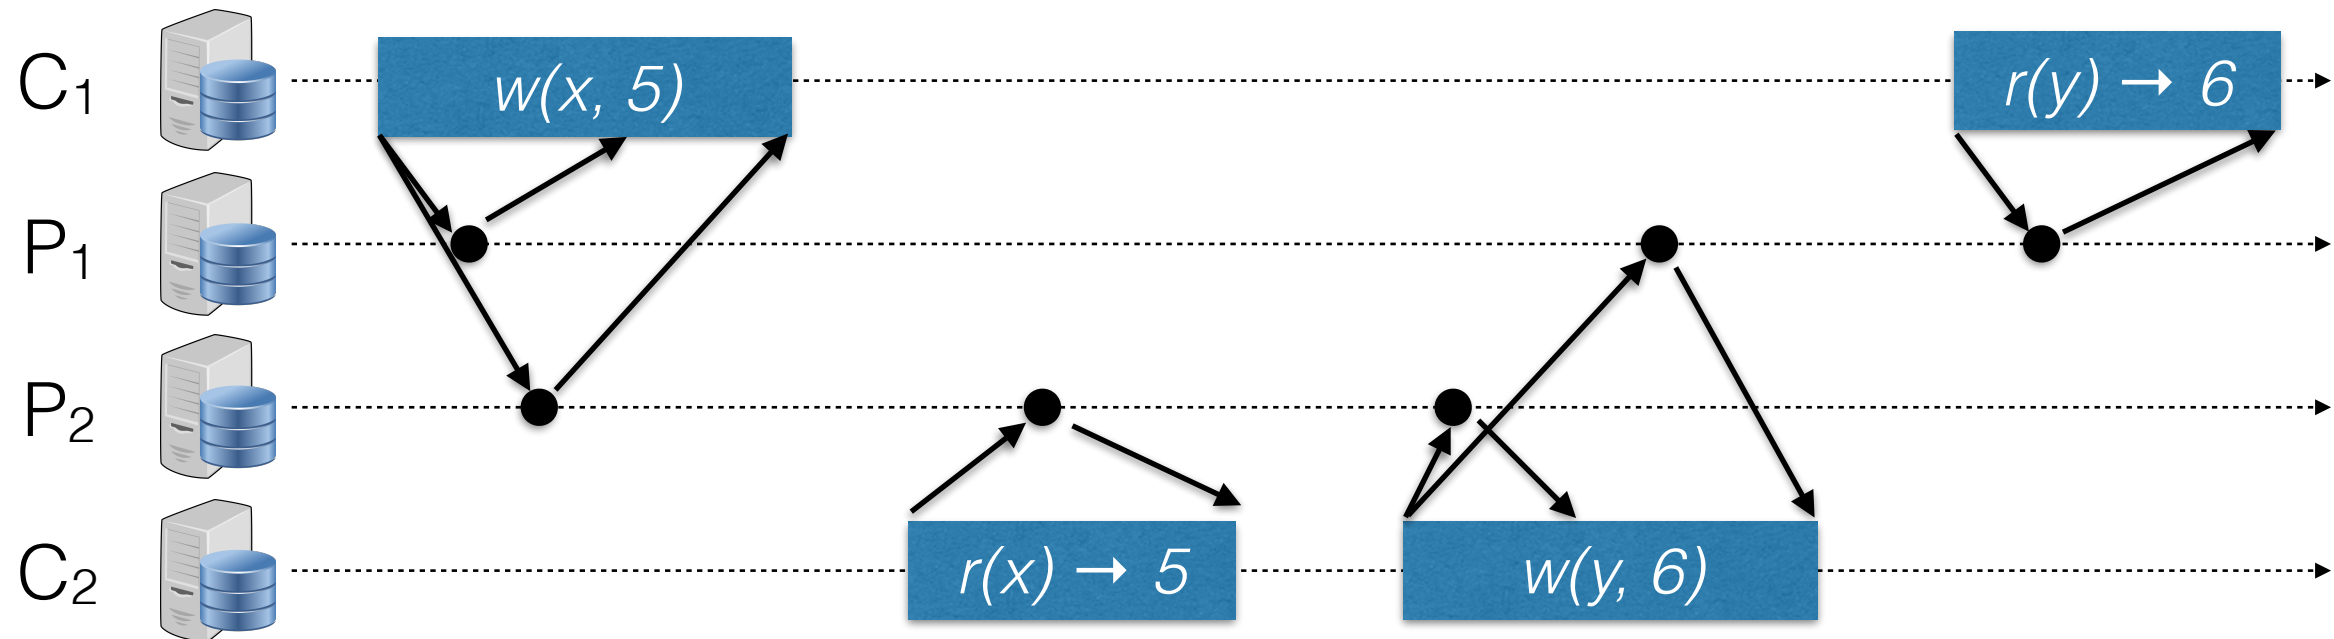 C1
w(x, 5)
r(y) → 6
P1
P2
C2
r(x) → 5
w(y, 6)